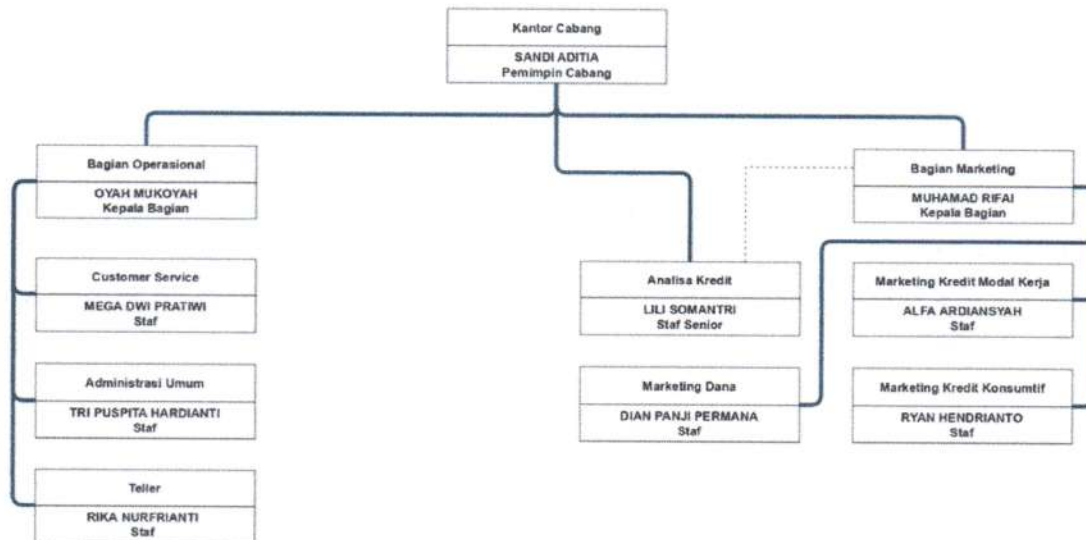 Kantor Cabang
SANDI ADITIA
Pemimpin Cabang
Bagian Operasional
OYAH MUKOYAH
Kepala Bagian
Bagian Marketing
MUHAMAD RIFAI
Kepala Bagian
Customer Service
MEGA DWI PRATIWI
Staf
Analisa Kredit
LILI SOMANTRI
Staf Senior
Marketing Kredit Modal Kerja
ALFA ARDIANSYAH
Staf
Administrasi Umum
TRI PUSPITA HARDIANTI
Staf
Marketing Dana
DIAN PANJI PERMANA
Staf
Marketing Kredit Konsumtif
RYAN HENDRIANTO
Staf
Teller
RIKA NURFRIANTI
Staf